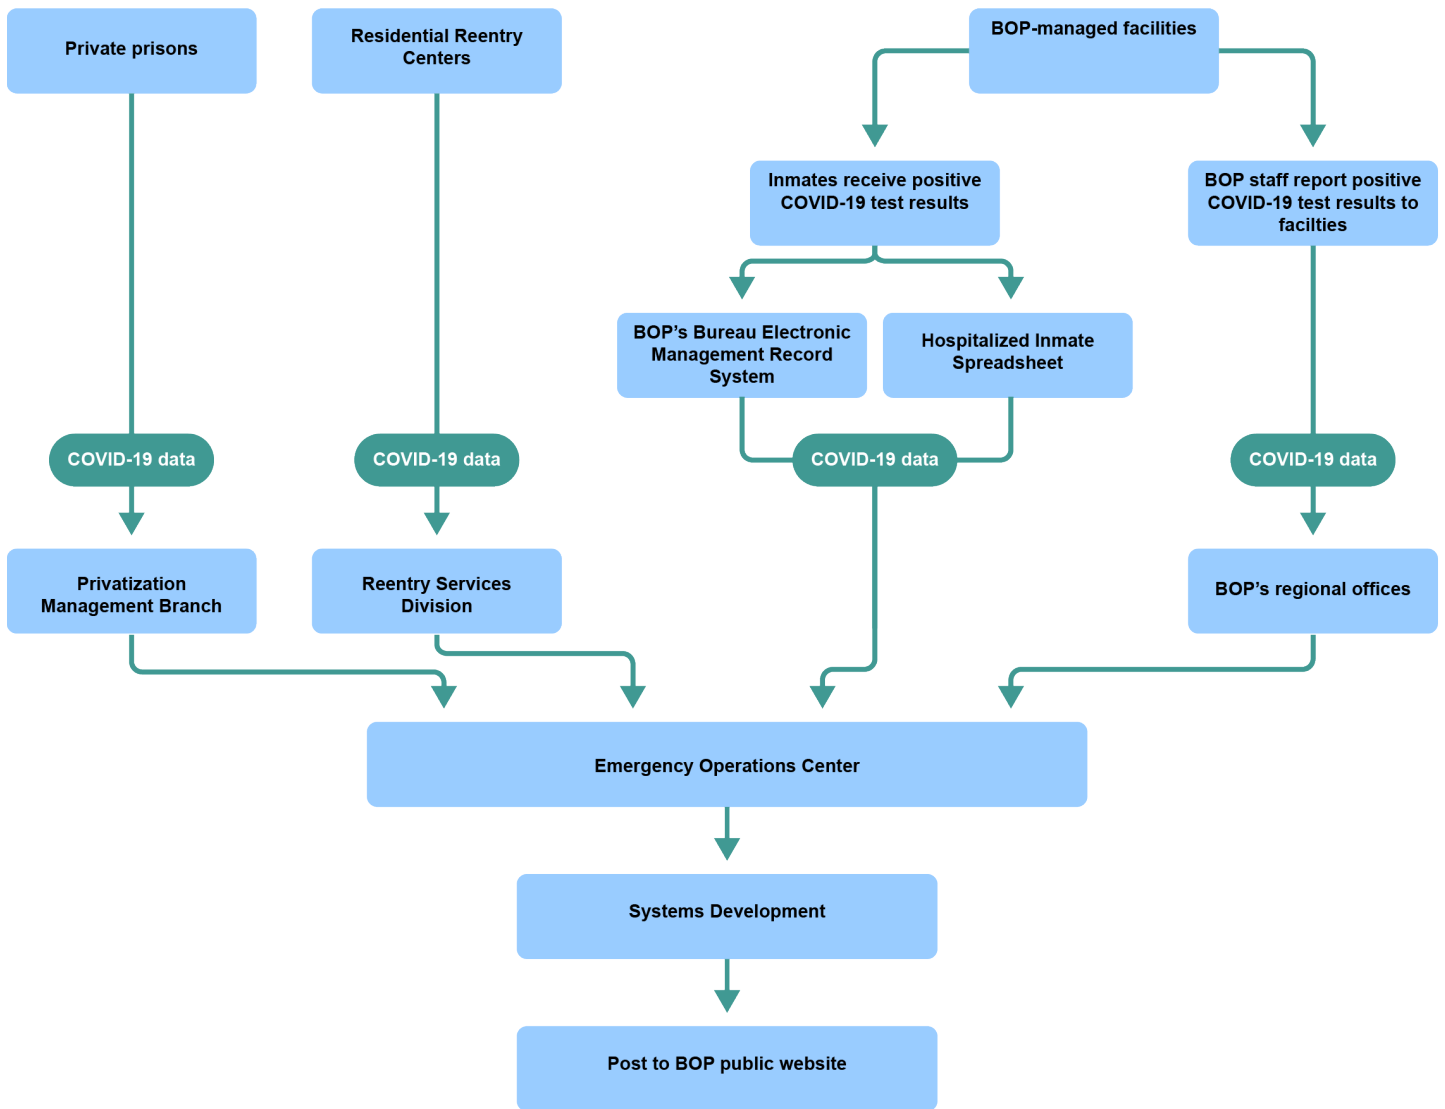 Private prisons
Residential Reentry
Centers
BOP-managed facilities
Inmates receive positive
COVID-19 test results
BOP staff report positive
COVID-19 test results to
facilties
BOP’s Bureau Electronic
Management Record
System
Hospitalized Inmate
Spreadsheet
COVID-19 data
COVID-19 data
COVID-19 data
COVID-19 data
Privatization
Management Branch
Reentry Services
Division
BOP’s regional offices
Emergency Operations Center
Systems Development
Post to BOP public website